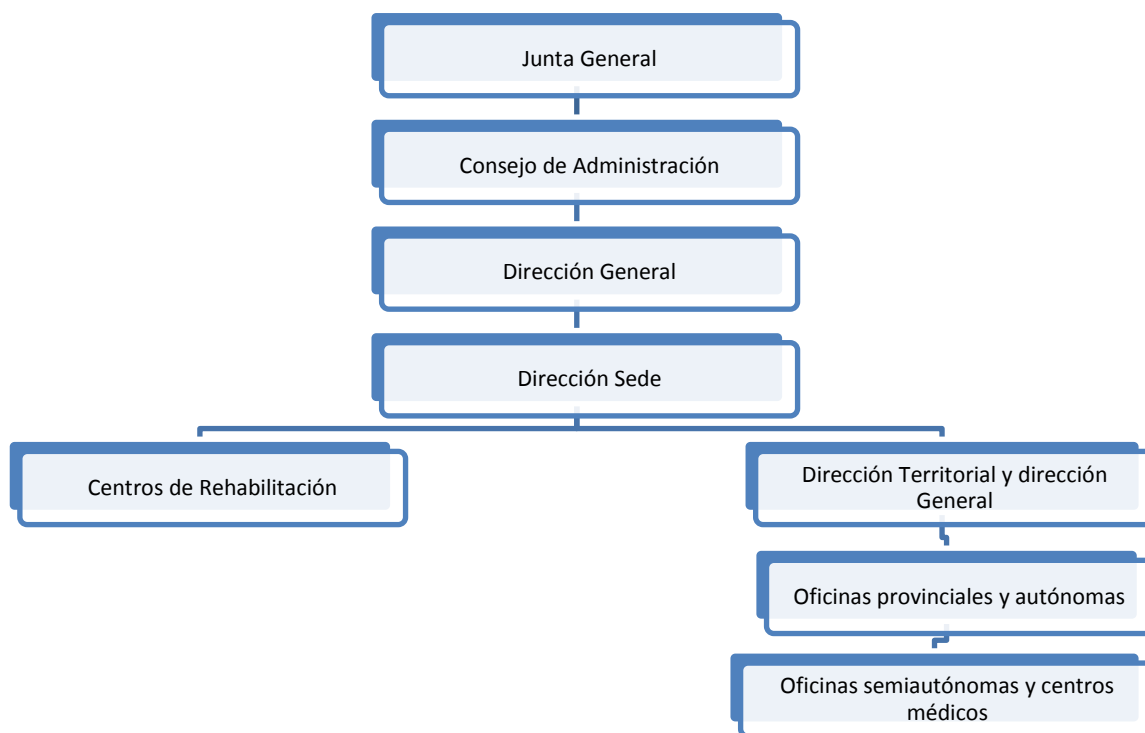 Junta General
Consejo de Administración
Dirección General
Dirección Sede
Centros de Rehabilitación
Dirección Territorial y dirección
General
Oficinas provinciales y autónomas
Oficinas semiautónomas y centros
médicos